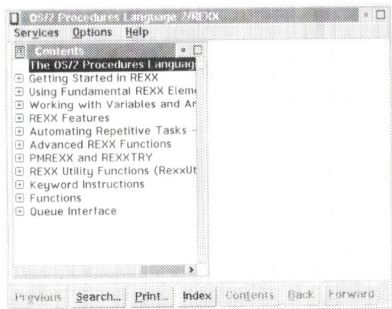 OS/2 Procedures Language 2/REXX
Services Options Help
Contents
The OS/2 Procedures Languag
Getting Started in REXX
Using Fundamental REXX Eleme
Working with Variables and Ar
REXX Features
Automating Repetitive Tasks -
Advanced REXX Functions
PMREXX and REXXTRY
REXX Utility Functions (RexxUt
Keyword Instructions
Functions
Queue Interface
Previous Search... Print... Index Contents Back Forward